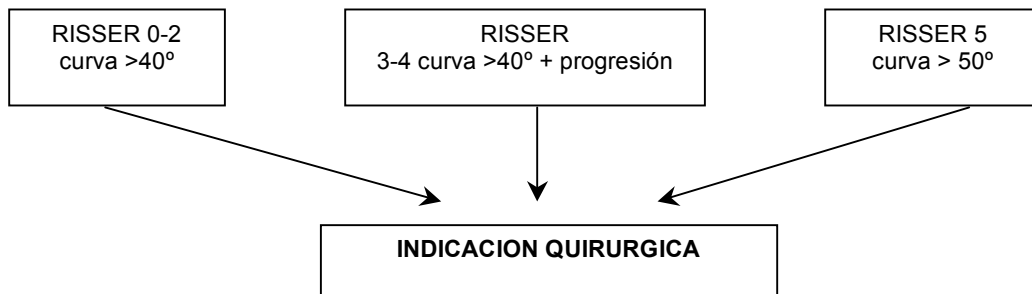 RISSER 0-2
curva >40º
RISSER
3-4 curva >40º + progresión
RISSER 5
curva > 50º
INDICACION QUIRURGICA